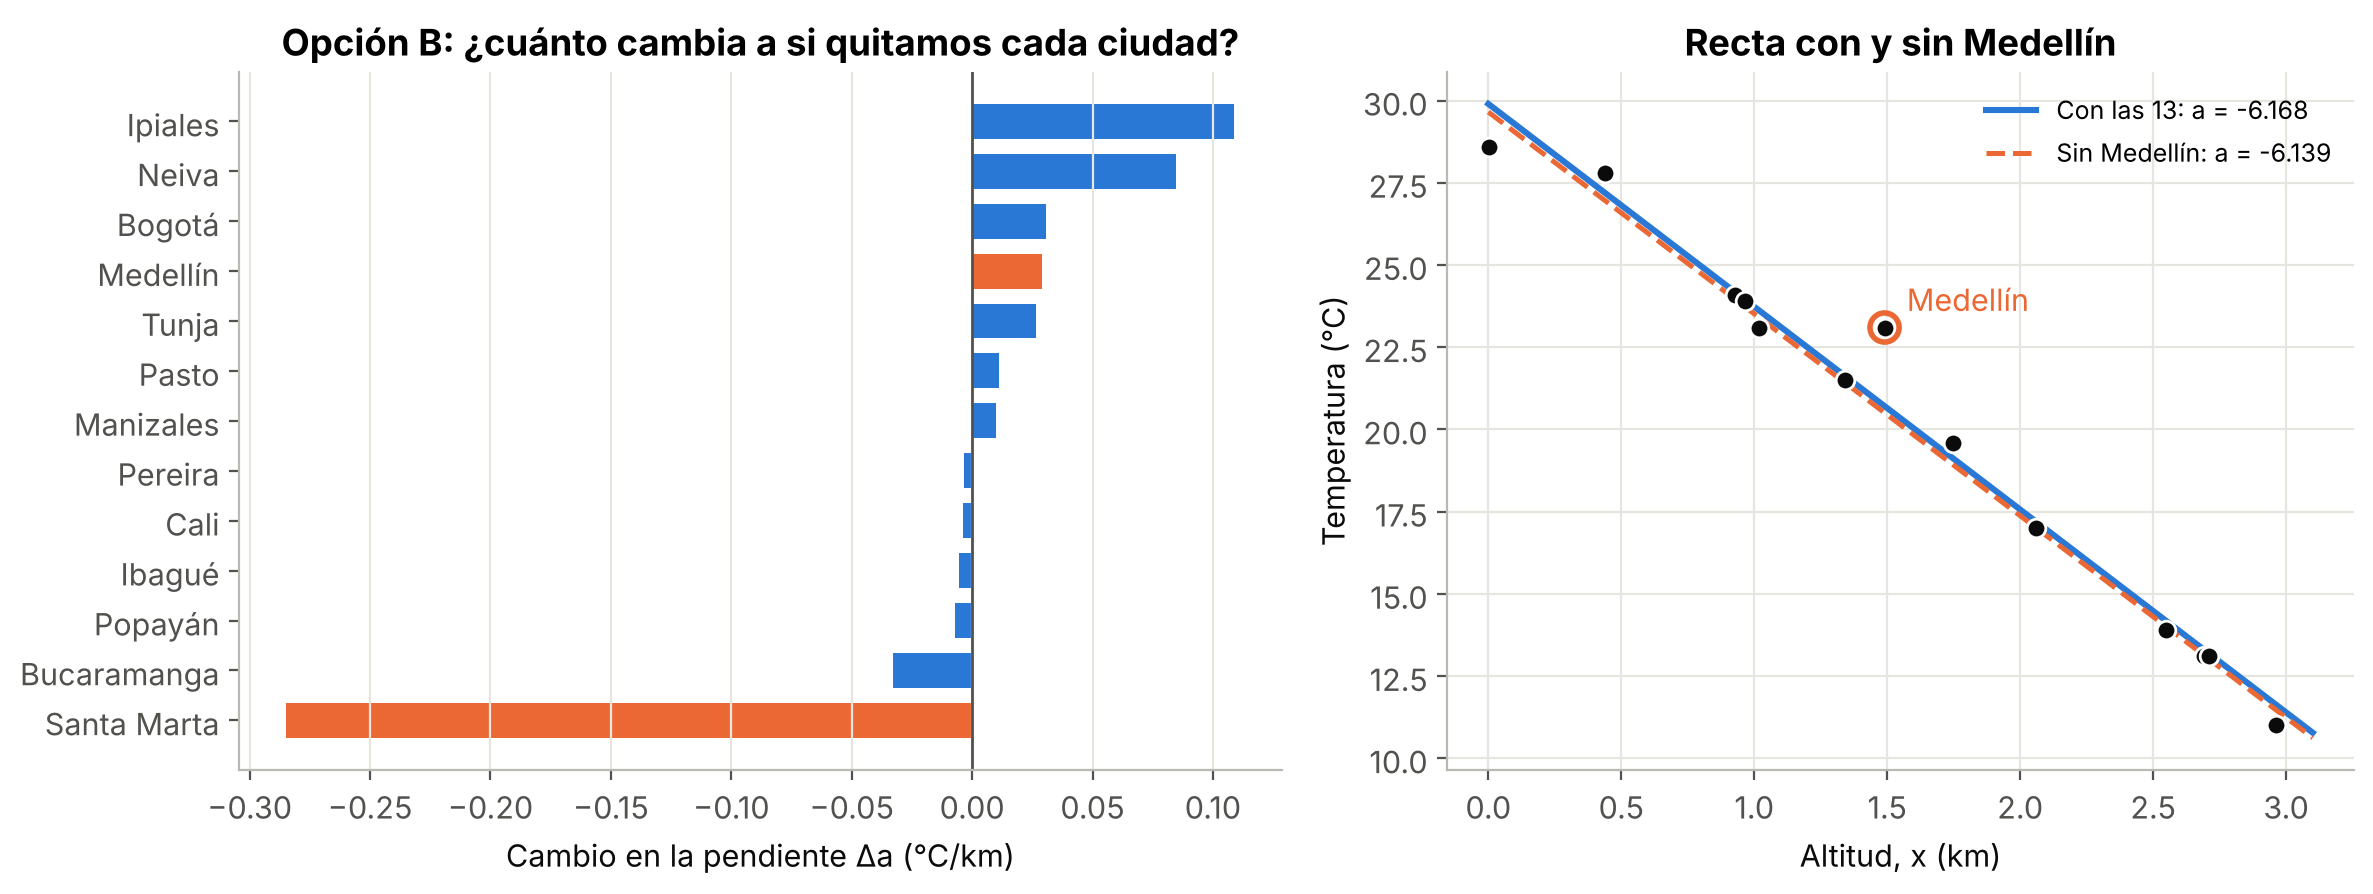 Opción B: ¿cuánto cambia a si quitamos cada ciudad?
Ipiales
Neiva
Bogotá
Medellín
Tunja
Pasto
Manizales
Pereira
Cali
Ibagué
Popayán
Bucaramanga
Santa Marta
−0.30 −0.25 −0.20 −0.15 −0.10 −0.05 0.00 0.05 0.10
Cambio en la pendiente Δa (°C/km)
Recta con y sin Medellín
Con las 13: a = -6.168
Sin Medellín: a = -6.139
Medellín
Temperatura (°C)
30.0
27.5
25.0
22.5
20.0
17.5
15.0
12.5
10.0
0.0 0.5 1.0 1.5 2.0 2.5 3.0
Altitud, x (km)